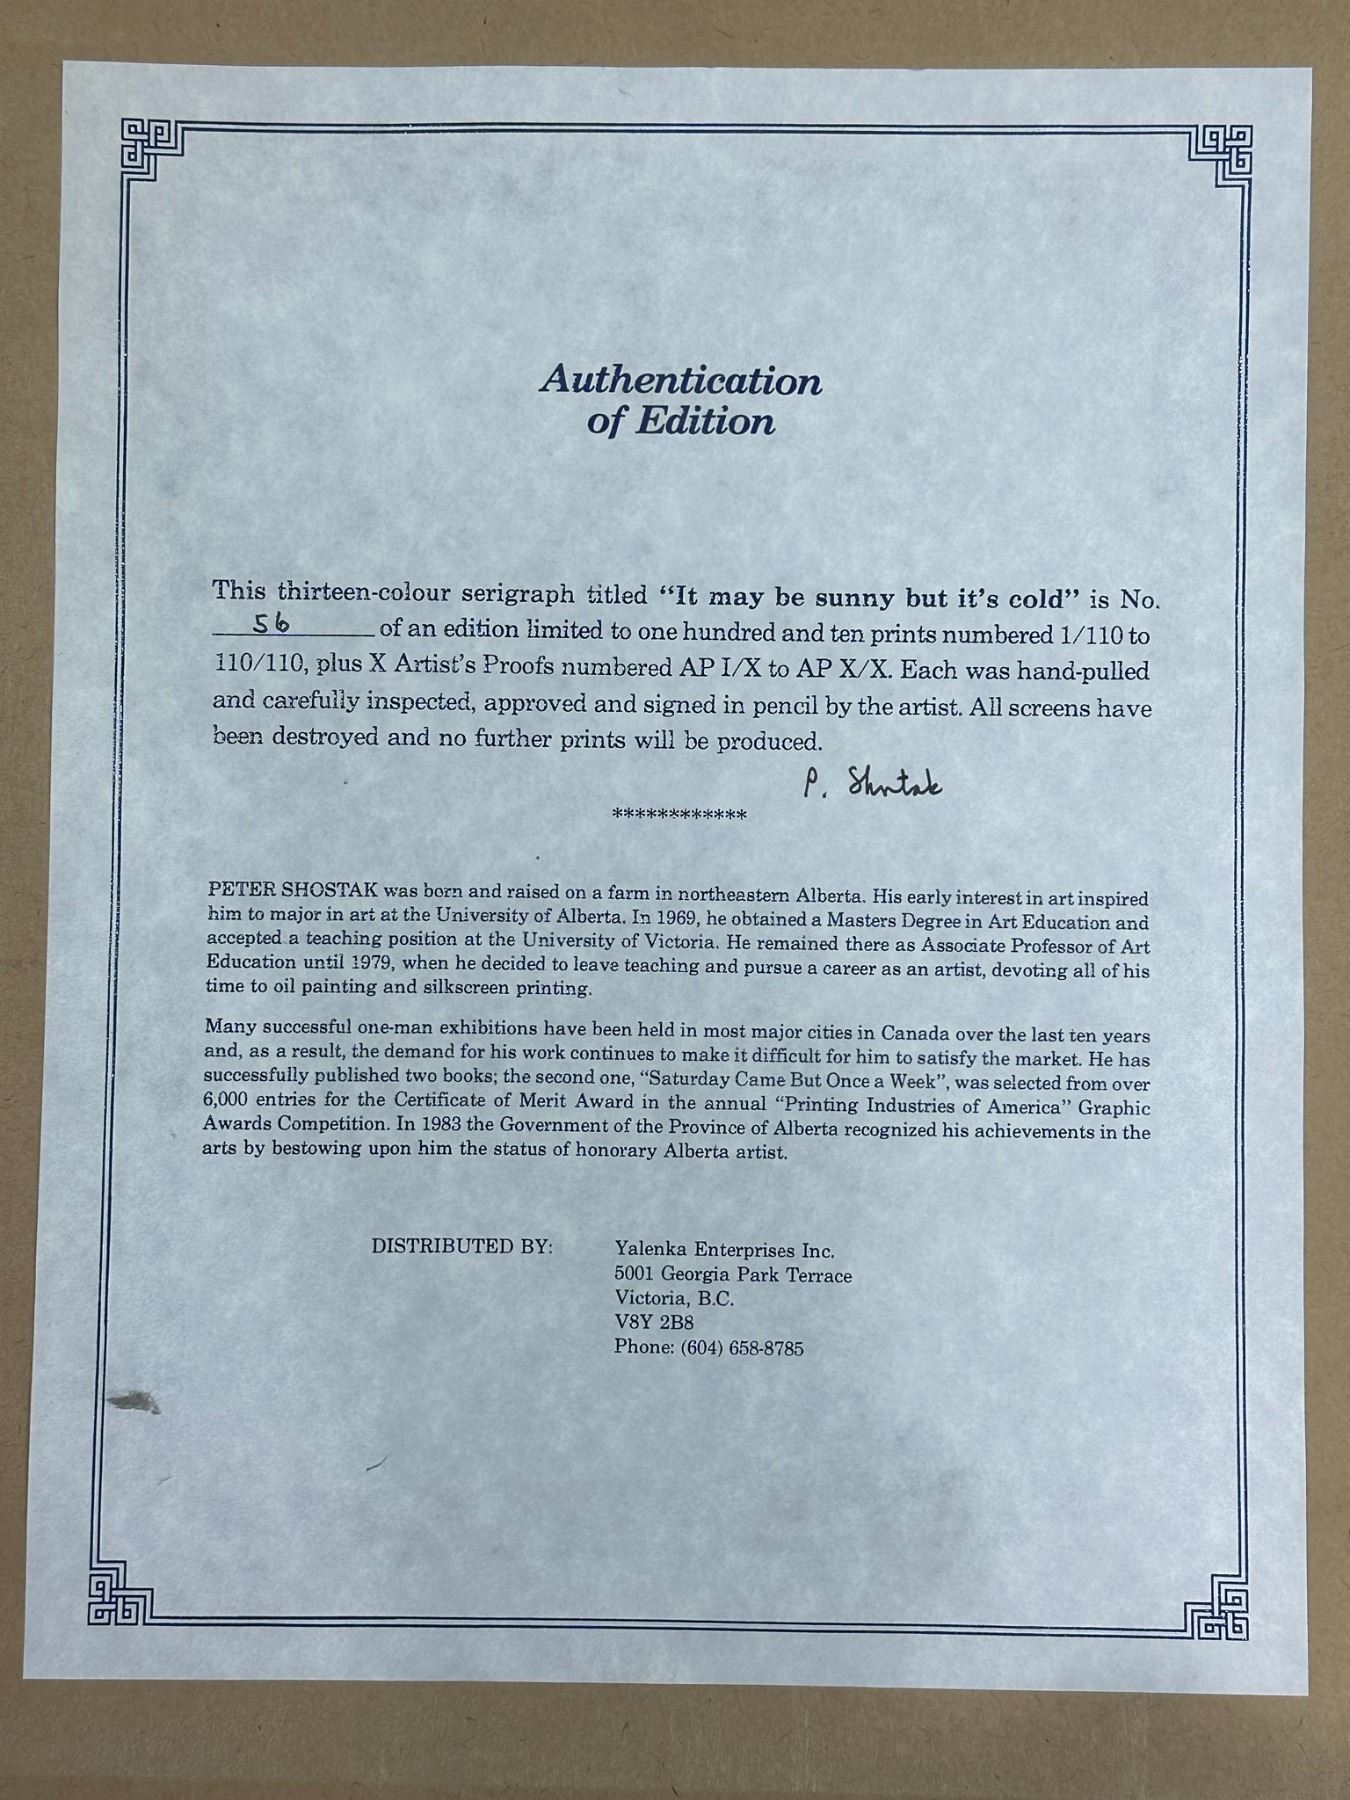 Authentication
of Edition
This thirteen-colour serigraph titled “It may be sunny but it's cold” is No.
56 of an edition limited to one hundred and ten prints numbered 1/110 to
110/110, plus X Artist's Proofs numbered AP I/X to AP X/X. Each was hand-pulled
and carefully inspected, approved and signed in pencil by the artist. All screens have
been destroyed and no further prints will be produced.
P. Shostak
************
PETER SHOSTAK was born and raised on a farm in northeastern Alberta. His early interest in art inspired
him to major in art at the University of Alberta. In 1969, he obtained a Masters Degree in Art Education and
accepted a teaching position at the University of Victoria. He remained there as Associate Professor of Art
Education until 1979, when he decided to leave teaching and pursue a career as an artist, devoting all of his
time to oil painting and silkscreen printing.
Many successful one-man exhibitions have been held in most major cities in Canada over the last ten years
and, as a result, the demand for his work continues to make it difficult for him to satisfy the market. He has
successfully published two books; the second one, “Saturday Came But Once a Week”, was selected from over
6,000 entries for the Certificate of Merit Award in the annual “Printing Industries of America” Graphic
Awards Competition. In 1983 the Government of the Province of Alberta recognized his achievements in the
arts by bestowing upon him the status of honorary Alberta artist.
DISTRIBUTED BY: Yalenka Enterprises Inc.
5001 Georgia Park Terrace
Victoria, B.C.
V8Y 2B8
Phone: (604) 658-8785